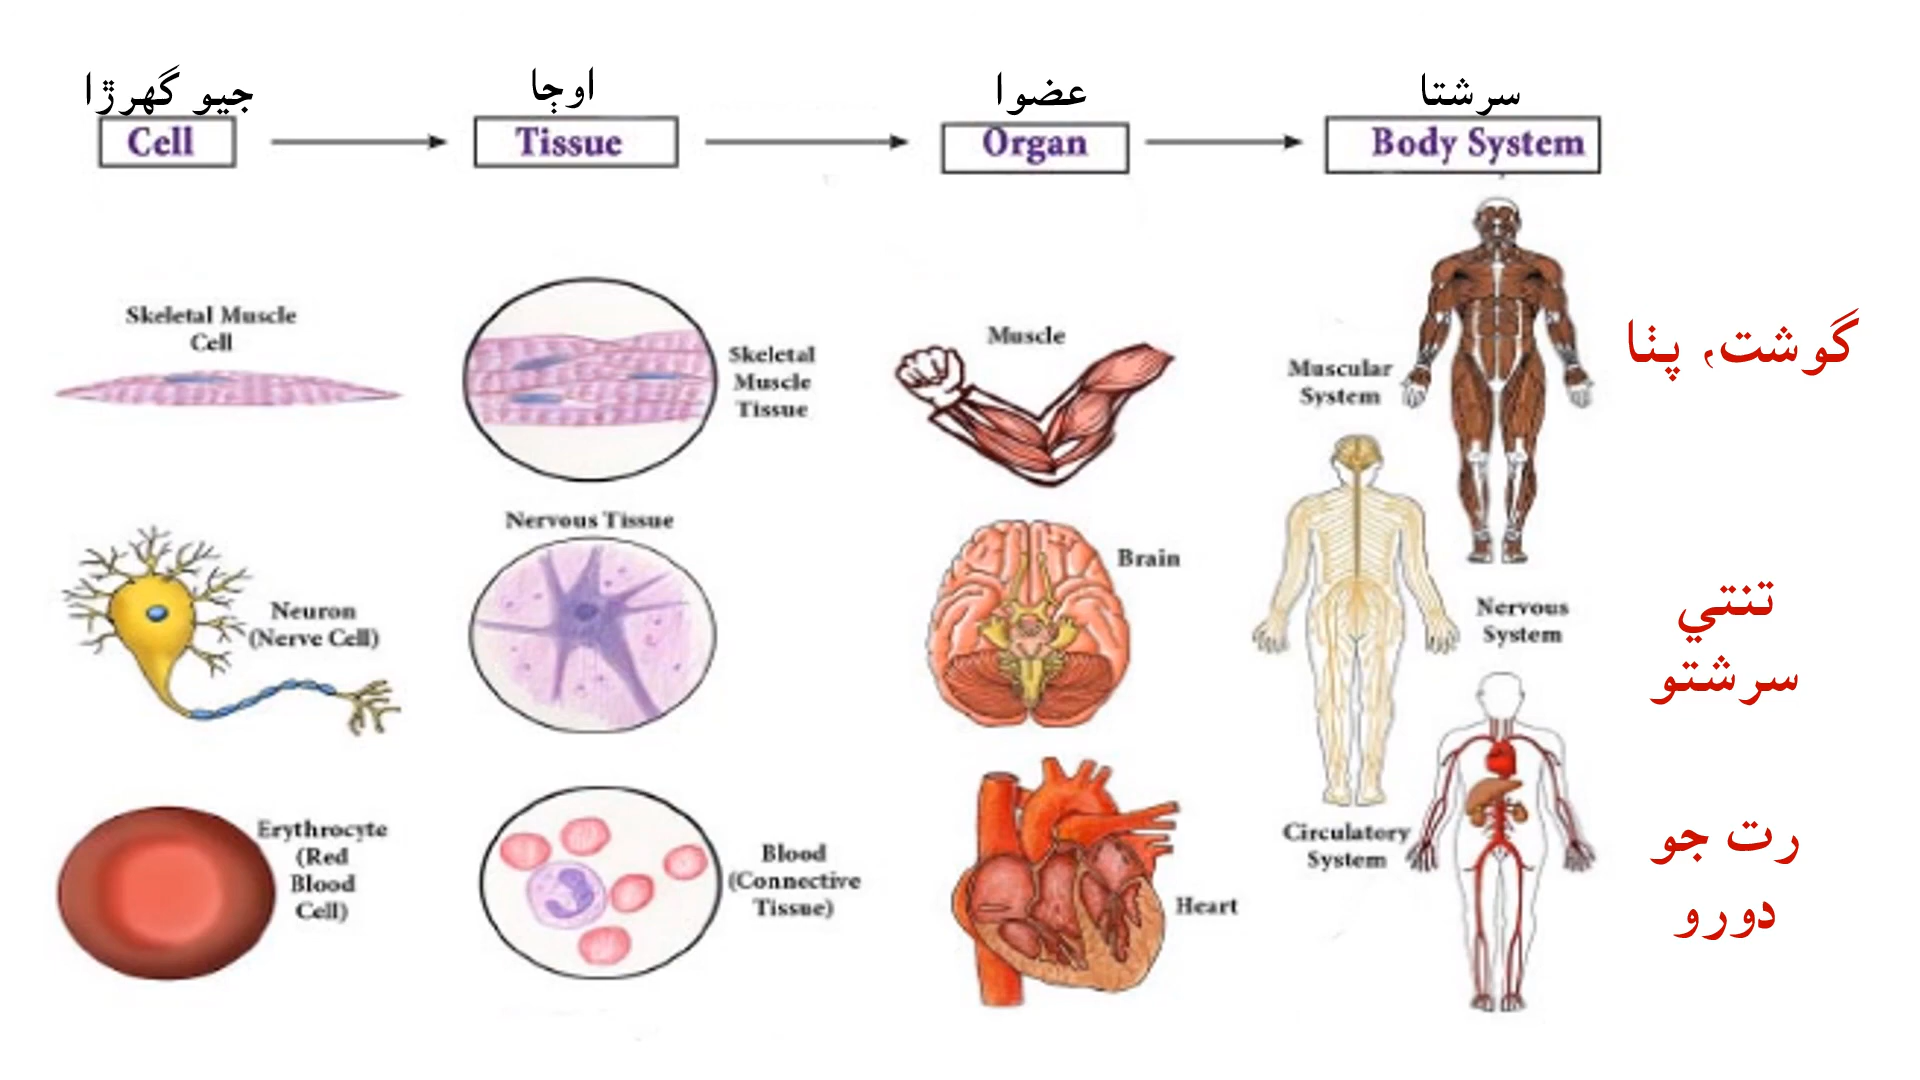 جيو گھرڙا
اوڄا
عضوا
سرشتا
Cell
Tissue
Organ
Body System
Skeletal Muscle
Cell
Skeletal
Muscle
Tissue
Muscle
Muscular
System
گوشت، پٺا
Neuron
(Nerve Cell)
Nervous Tissue
Brain
Nervous
System
تنتي
سرشتو
Erythrocyte
(Red
Blood
Cell)
Blood
(Connective
Tissue)
Heart
Circulatory
System
رت جو
دورو